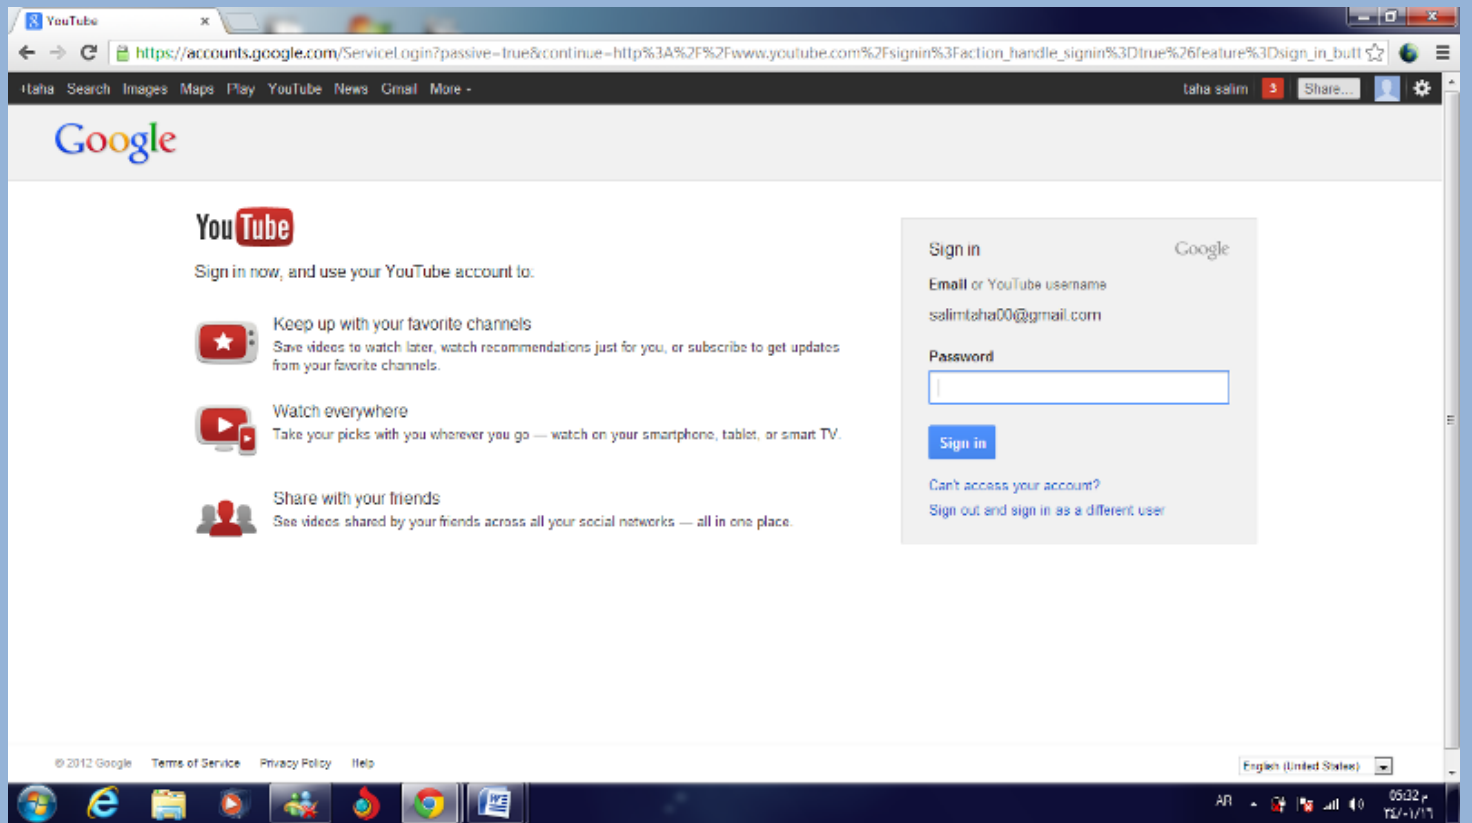 YouTube
https://accounts.google.com/ServiceLogin?passive=true&continue=http%3A%2F%2Fwww.youtube.com%2Fsignin%3Faction_handle_signin%3Dtrue%26feature%3Dsign_in_butt
+taha Search Images Maps Play YouTube News Gmail More
taha salim 3 Share...
Google
YouTube
Sign in now, and use your YouTube account to:
Keep up with your favorite channels
Save videos to watch later, watch recommendations just for you, or subscribe to get updates
from your favorite channels.
Watch everywhere
Take your picks with you wherever you go — watch on your smartphone, tablet, or smart TV.
Share with your friends
See videos shared by your friends across all your social networks — all in one place.
Sign in Google
Email or YouTube username
salimtaha00@gmail.com
Password
Sign in
Can't access your account?
Sign out and sign in as a different user
© 2012 Google Terms of Service Privacy Policy Help
English (United States)
AR
05:32 م